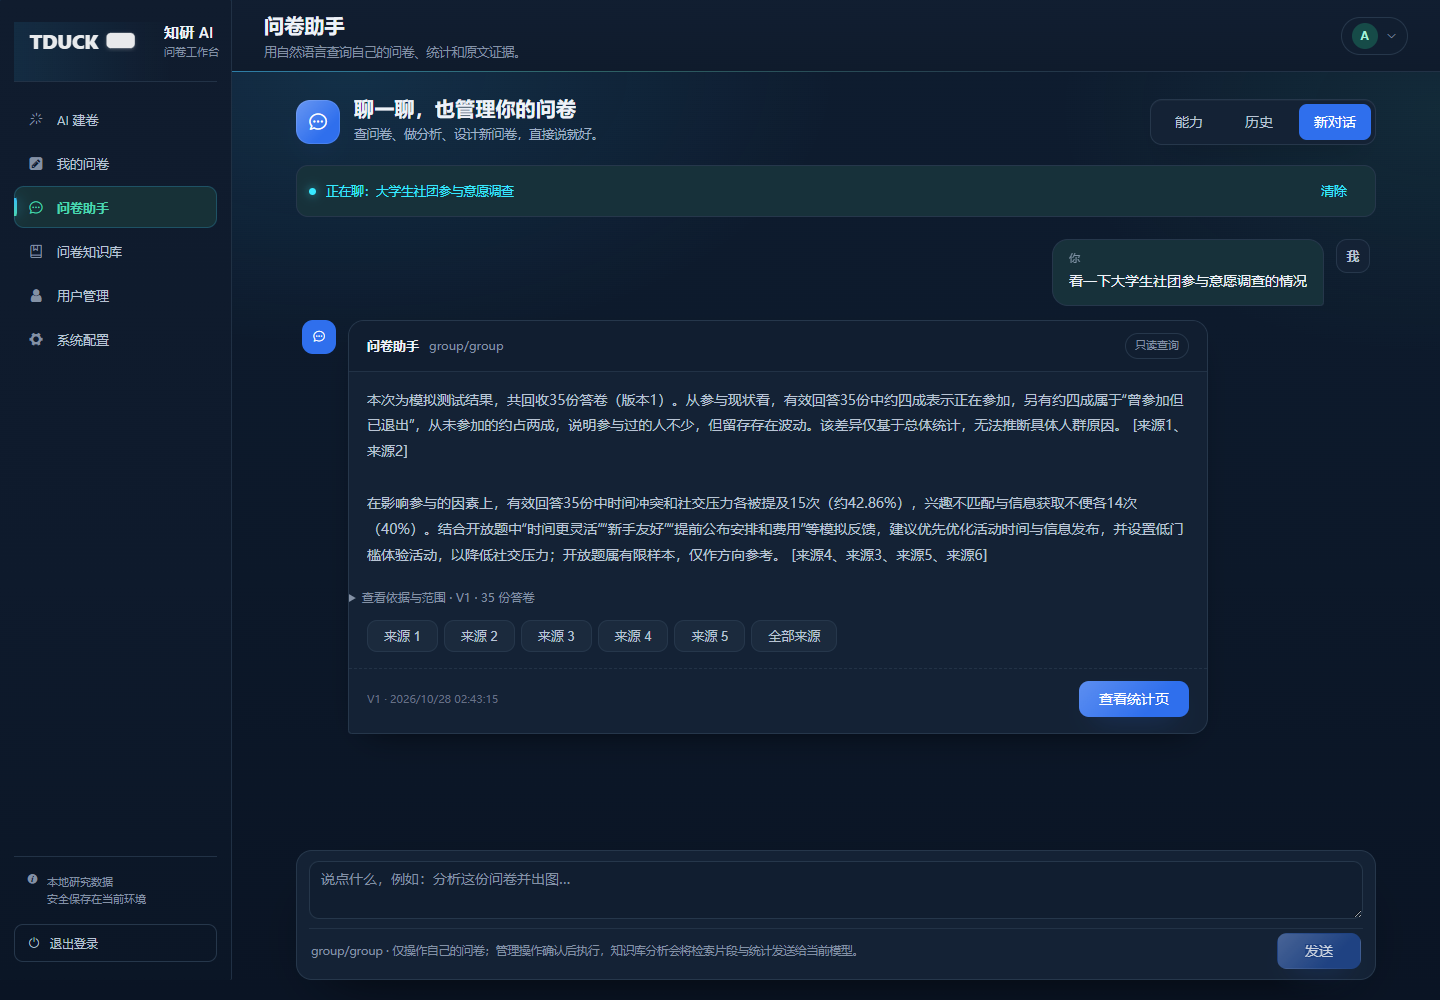 TDUCK
知研 AI
问卷工作台
AI 建卷
我的问卷
问卷助手
问卷知识库
用户管理
系统配置
本地研究数据
安全保存在当前环境
退出登录
问卷助手
用自然语言查询自己的问卷、统计和原文证据。
A
聊一聊，也管理你的问卷
查问卷、做分析、设计新问卷，直接说就好。
能力
历史
新对话
正在聊：大学生社团参与意愿调查
清除
你
看一下大学生社团参与意愿调查的情况
我
问卷助手 group/group
只读查询
本次为模拟测试结果，共回收35份答卷（版本1）。从参与现状看，有效回答35份中约四成表示正在参加，另有约四成属于“曾参加但
已退出”，从未参加的约占两成，说明参与过的人不少，但留存存在波动。该差异仅基于总体统计，无法推断具体人群原因。 [来源1、
来源2]
在影响参与的因素上，有效回答35份中时间冲突和社交压力各被提及15次（约42.86%），兴趣不匹配与信息获取不便各14次
（40%）。结合开放题中“时间更灵活”“新手友好”“提前公布安排和费用”等模拟反馈，建议优先优化活动时间与信息发布，并设置低门
槛体验活动，以降低社交压力；开放题属有限样本，仅作方向参考。 [来源4、来源3、来源5、来源6]
查看依据与范围 · V1 · 35 份答卷
来源 1
来源 2
来源 3
来源 4
来源 5
全部来源
V1 · 2026/10/28 02:43:15
查看统计页
说点什么，例如：分析这份问卷并出图...
group/group · 仅操作自己的问卷；管理操作确认后执行，知识库分析会将检索片段与统计发送给当前模型。
发送